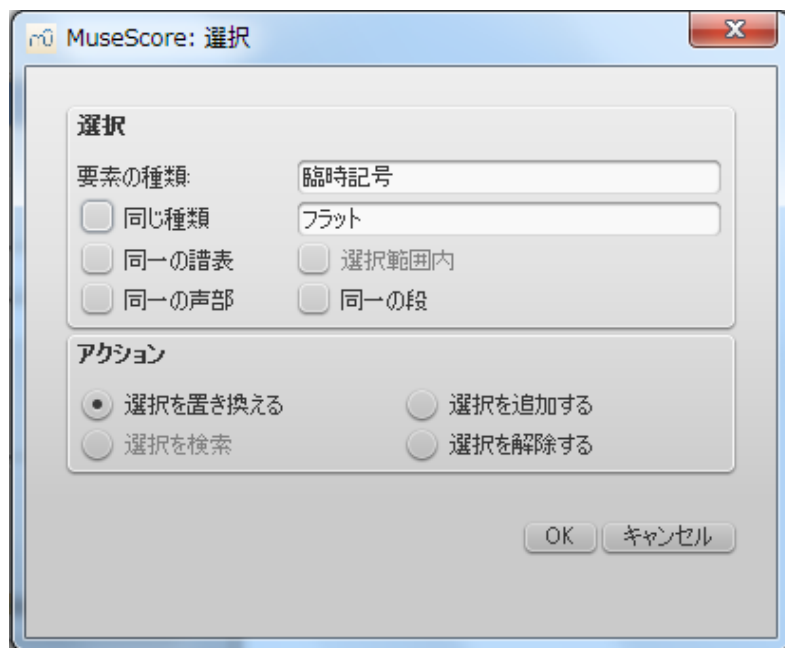 MuseScore: 選択
選択
要素の種類: 臨時記号
同じ種類 フラット
同一の譜表 選択範囲内
同一の声部 同一の段
アクション
選択を置き換える 選択を追加する
選択を検索 選択を解除する
OK キャンセル